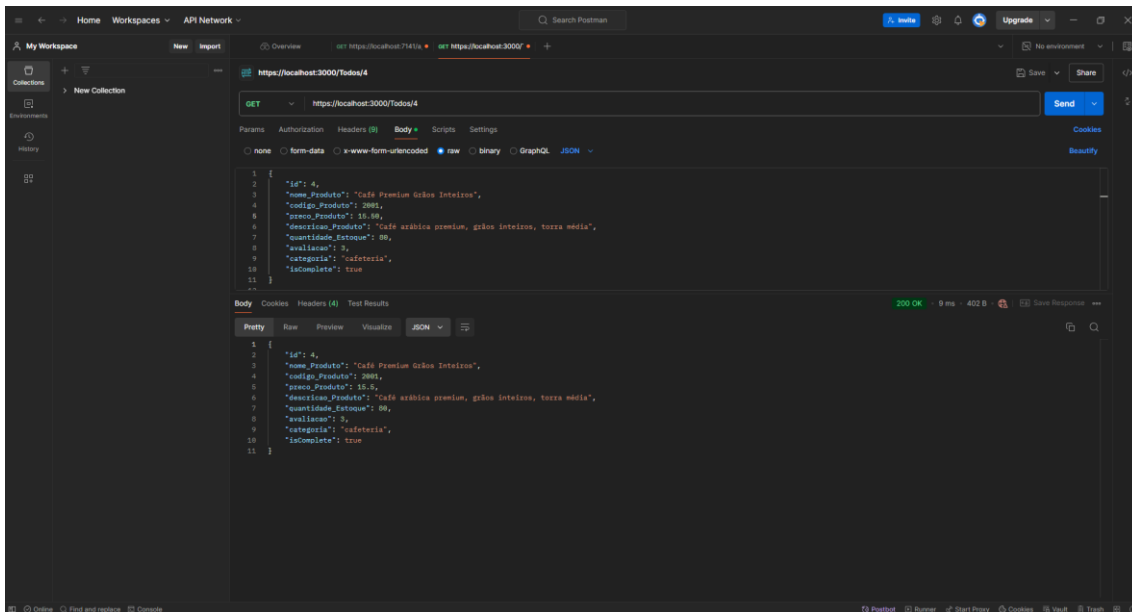 Home Workspaces API Network Search Postman Invite Upgrade
My Workspace New Import Overview GET https://localhost:7141/a GET https://localhost:3000/ No environment
Collections
New Collection
Environments
History
https://localhost:3000/Todos/4 Save Share
GET https://localhost:3000/Todos/4 Send
Params Authorization Headers (9) Body Scripts Settings Cookies
none form-data x-www-form-urlencoded raw binary GraphQL JSON Beautify
1 {
2 "id": 4,
3 "nome_Produto": "Café Premium Grãos Inteiros",
4 "codigo_Produto": 2001,
5 "preco_Produto": 15.50,
6 "descricao_Produto": "Café arábica premium, grãos inteiros, torra média",
7 "quantidade_Estoque": 80,
8 "avaliacao": 3,
9 "categoria": "cafeteria",
10 "isComplete": true
11 }
Body Cookies Headers (4) Test Results 200 OK 9 ms 402 B Save Response
Pretty Raw Preview Visualize JSON
1 {
2 "id": 4,
3 "nome_Produto": "Café Premium Grãos Inteiros",
4 "codigo_Produto": 2001,
5 "preco_Produto": 15.5,
6 "descricao_Produto": "Café arábica premium, grãos inteiros, torra média",
7 "quantidade_Estoque": 80,
8 "avaliacao": 3,
9 "categoria": "cafeteria",
10 "isComplete": true
11 }
Online Find and replace Console Postbot Runner Start Proxy Cookies Vault Trash